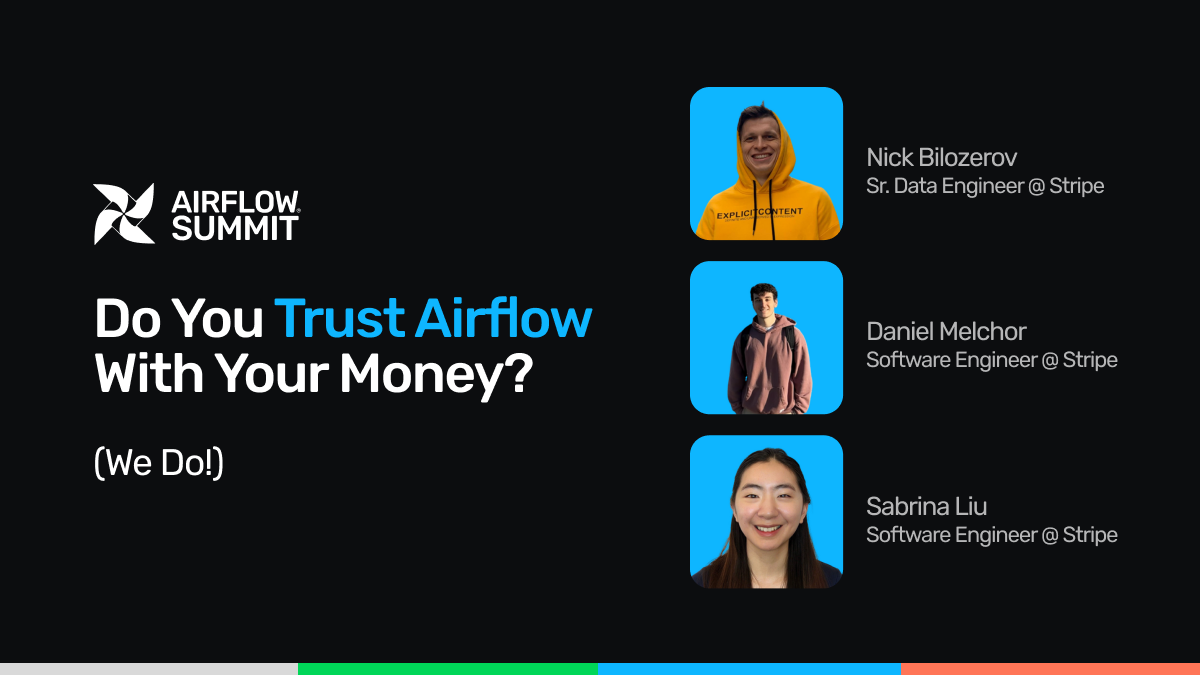 AIRFLOW
SUMMIT
Do You Trust Airflow
With Your Money?
(We Do!)
EXPLICIT CONTENT
Nick Bilozerov
Sr. Data Engineer @ Stripe
Daniel Melchor
Software Engineer @ Stripe
Sabrina Liu
Software Engineer @ Stripe